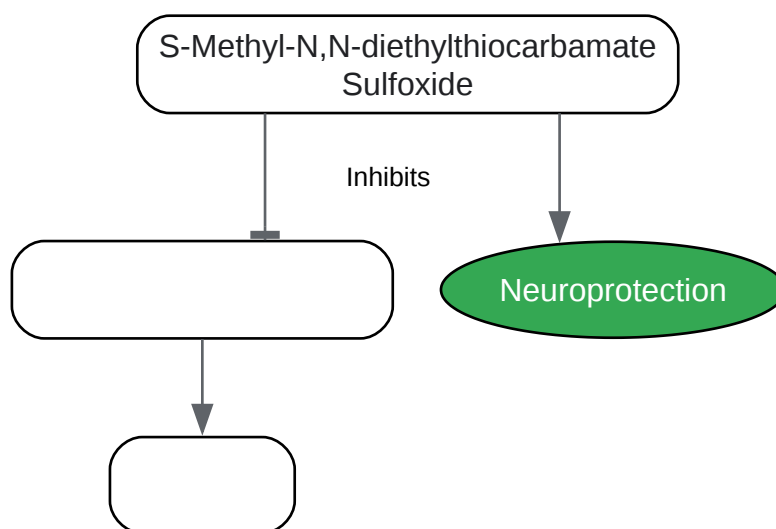 S-Methyl-N,N-diethylthiocarbamate
Sulfoxide
Inhibits
Neuroprotection